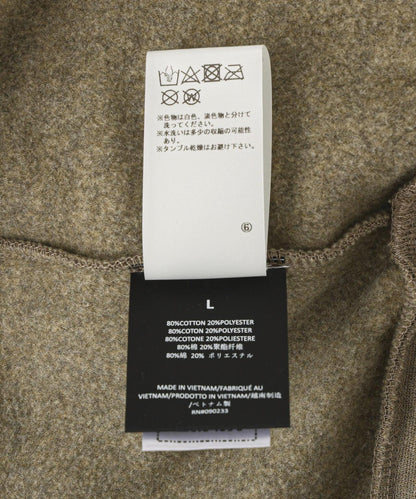 ※色物は白色、淡色物と分けて
洗ってください。
※水洗いは多少の収縮の可能性
あり。
※タンブル乾燥はお避け下さい。
⑥
L
80%COTTON 20%POLYESTER
80%COTTON 20%POLYESTER
80%COTONE 20%POLIESTERE
80%棉 20%聚酯纤维
80%綿 20% ポリエステル
MADE IN VIETNAM/FABRIQUÉ AU
VIETNAM/PRODOTTO IN VIETNAM/越南制造
/ベトナム製
RN#090233